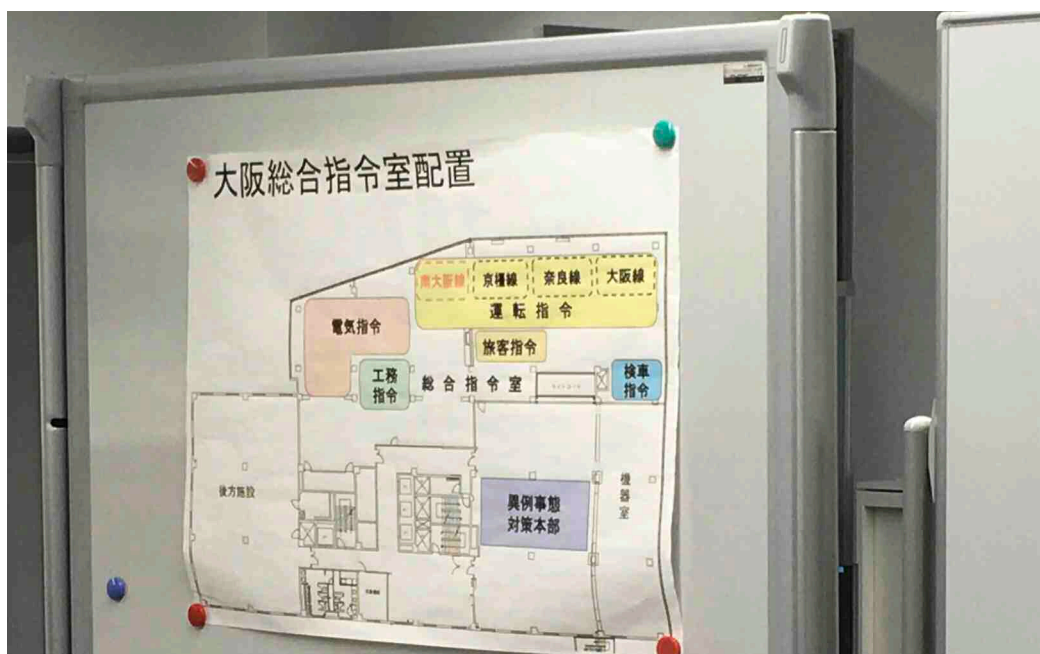 大阪総合指令室配置
南大阪線 京橿線 奈良線 大阪線
運転指令
電気指令
旅客指令
工務
指令
総合指令室
検車
指令
後方施設
異例事態
対策本部
機器室